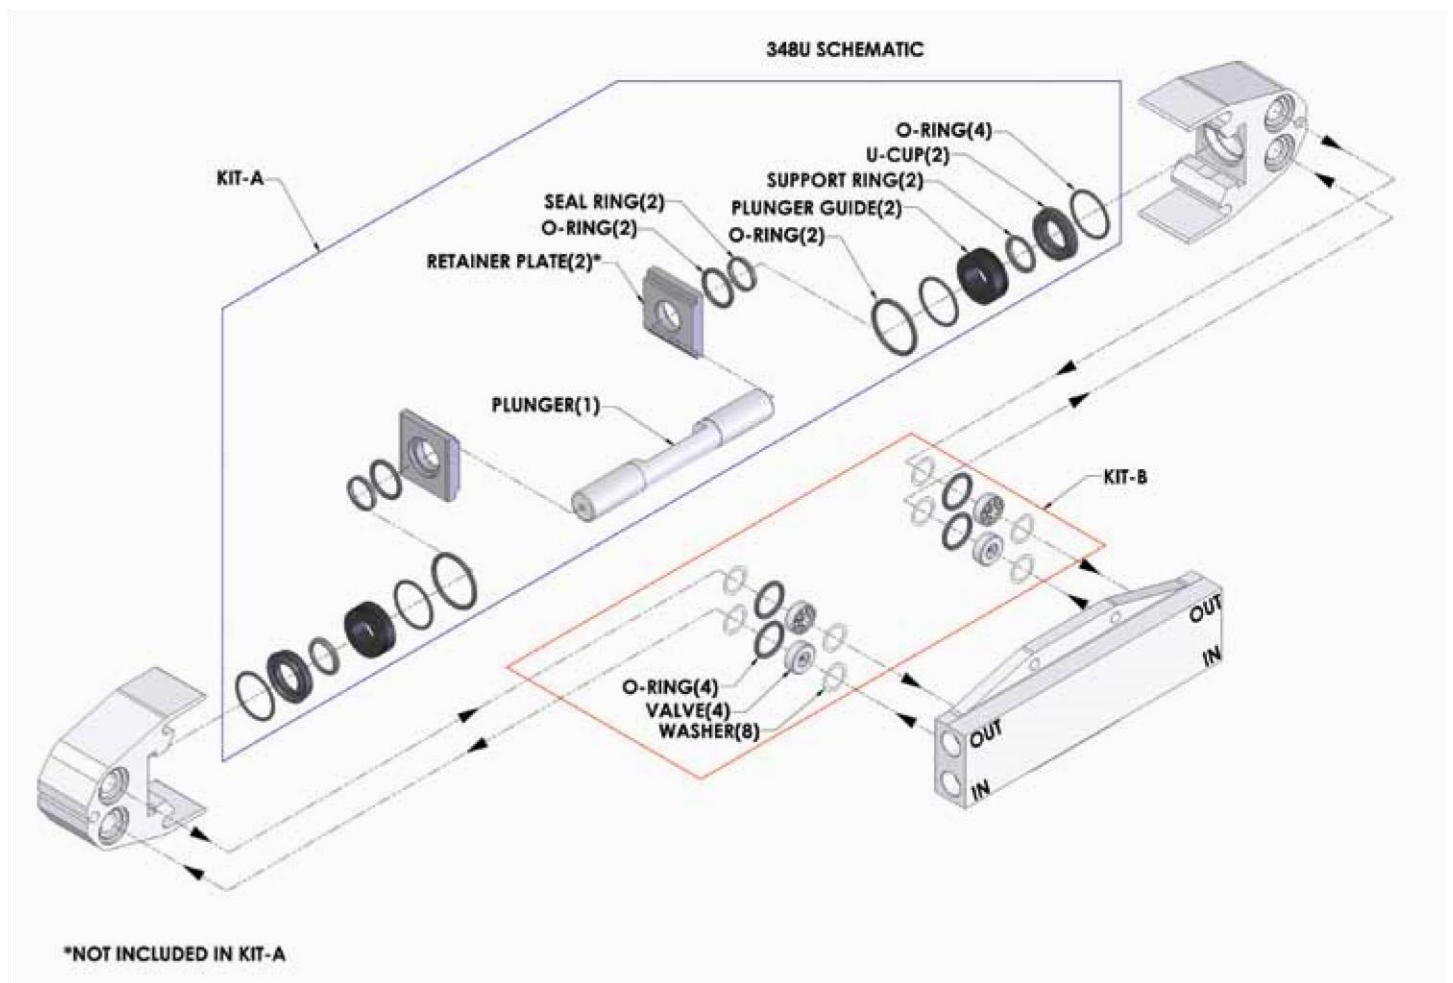 348U SCHEMATIC
O-RING(4)
U-CUP(2)
KIT-A
SUPPORT RING(2)
SEAL RING(2)
PLUNGER GUIDE(2)
O-RING(2)
O-RING(2)
RETAINER PLATE(2)*
PLUNGER(1)
KIT-B
OUT
IN
O-RING(4)
VALVE(4)
WASHER(8)
OUT
IN
*NOT INCLUDED IN KIT-A